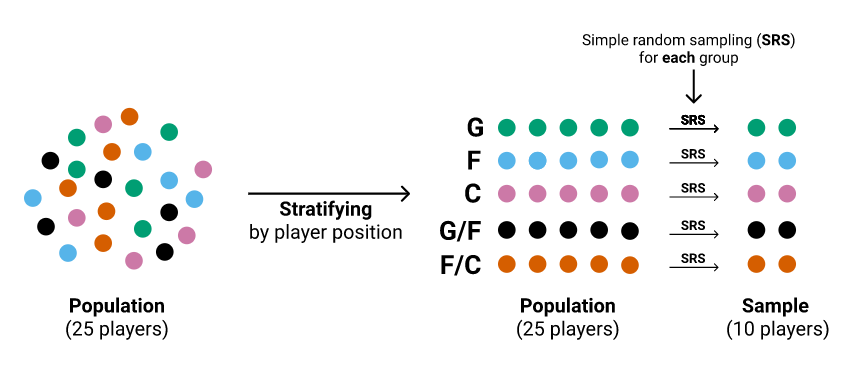 Simple random sampling (SRS)
for each group
G
SRS
F
SRS
C
SRS
G/F
SRS
F/C
SRS
Stratifying
by player position
Population
(25 players)
Population
(25 players)
Sample
(10 players)